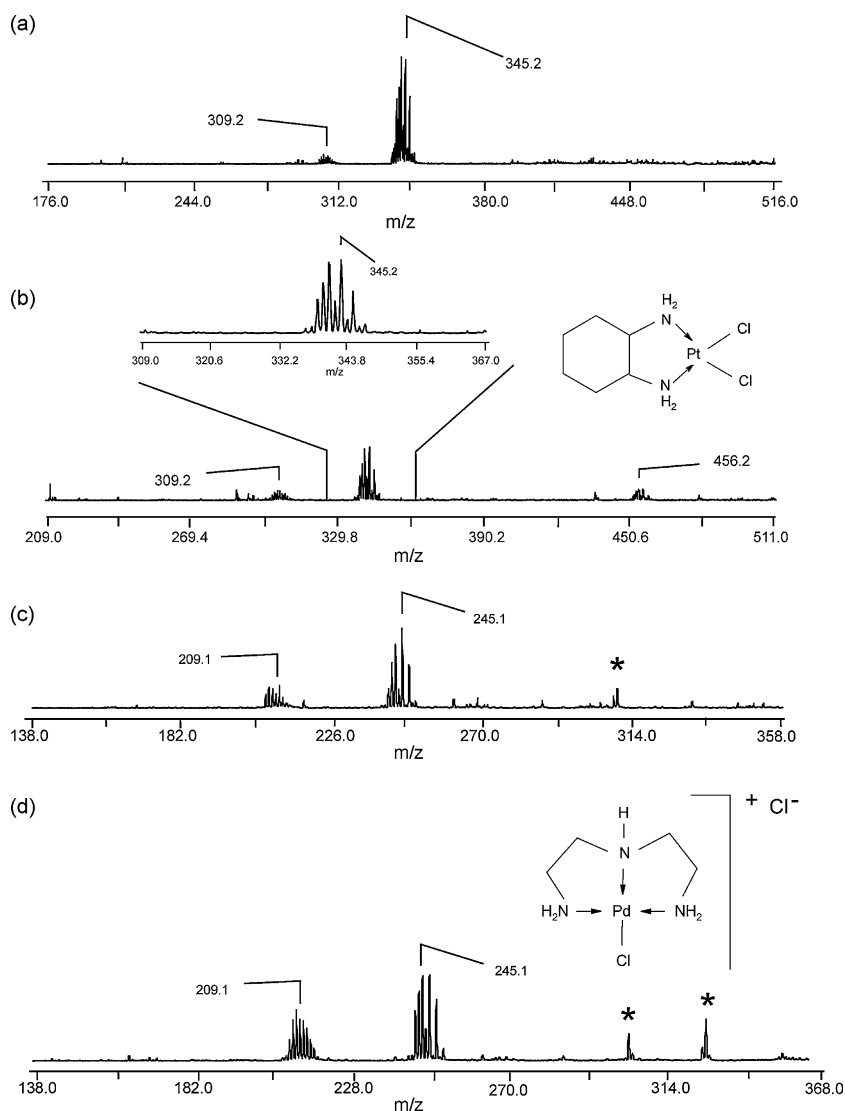 (a)
345.2
309.2
176.0 244.0 312.0 380.0 448.0 516.0
m/z
(b)
345.2
309.0 320.6 332.2 343.8 355.4 367.0
m/z
H2
N
Cl
Pt
Cl
N
H2
309.2
456.2
209.0 269.4 329.8 390.2 450.6 511.0
m/z
(c)
245.1
209.1
*
138.0 182.0 226.0 270.0 314.0 358.0
m/z
(d)
+ Cl-
H
N
H2N Pd NH2
Cl
245.1
209.1
* *
138.0 182.0 228.0 270.0 314.0 368.0
m/z